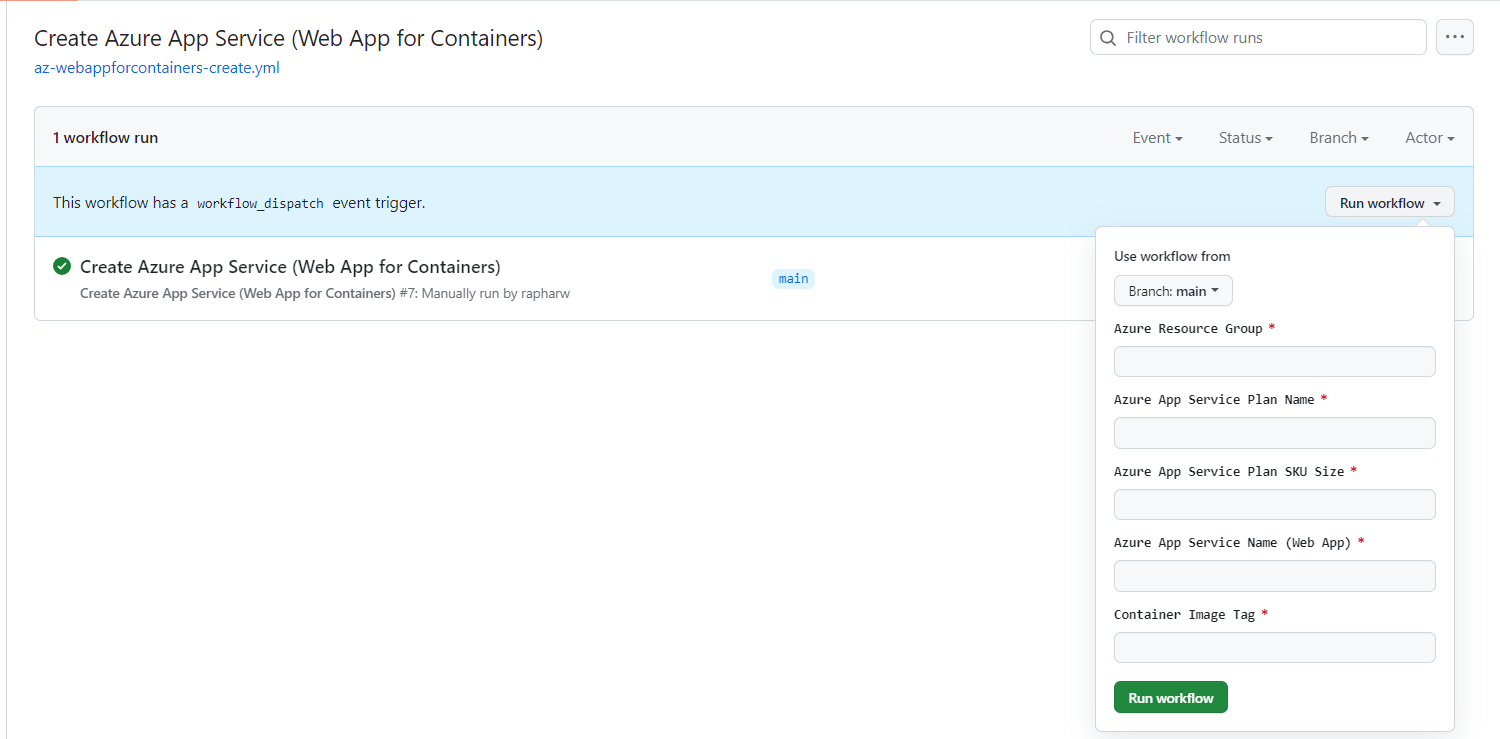 Create Azure App Service (Web App for Containers)
az-webappforcontainers-create.yml
Filter workflow runs
1 workflow run
Event
Status
Branch
Actor
This workflow has a workflow_dispatch event trigger.
Run workflow
Create Azure App Service (Web App for Containers)
Create Azure App Service (Web App for Containers) #7: Manually run by rapharw
main
Use workflow from
Branch: main
Azure Resource Group *
Azure App Service Plan Name *
Azure App Service Plan SKU Size *
Azure App Service Name (Web App) *
Container Image Tag *
Run workflow